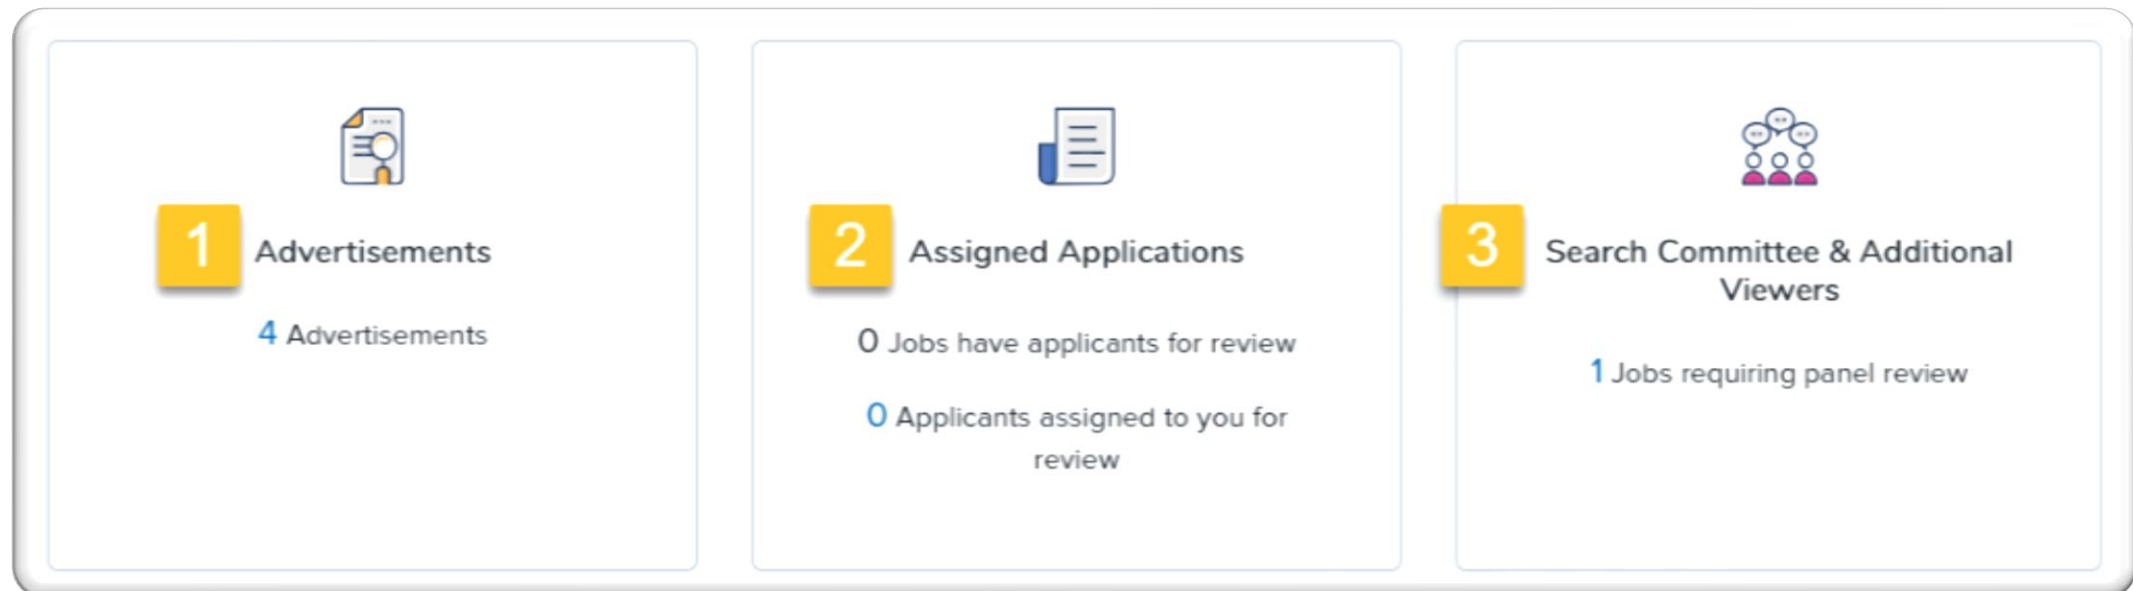 1 Advertisements
4 Advertisements
2 Assigned Applications
0 Jobs have applicants for review
0 Applicants assigned to you for
review
3 Search Committee & Additional
Viewers
1 Jobs requiring panel review